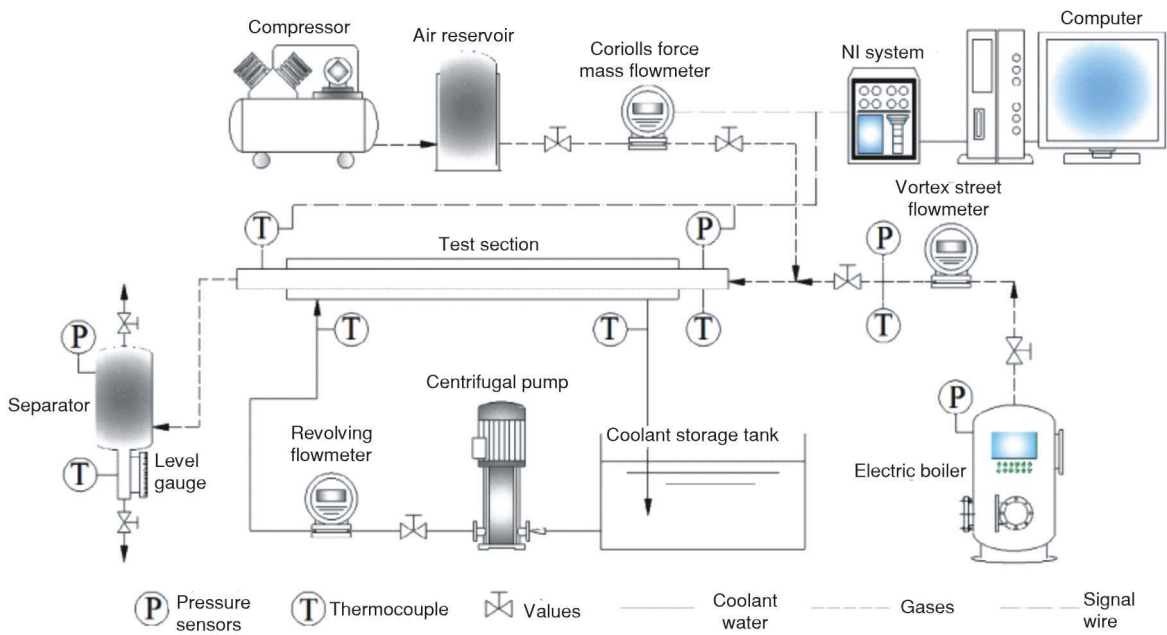 Compressor
Air reservoir
Coriolls force
mass flowmeter
NI system
Computer
Vortex street
flowmeter
T
P
Test section
P
T
T
T
T
P
Separator
T
Level
gauge
Centrifugal pump
Revolving
flowmeter
Coolant storage tank
P
Electric boiler
P Pressure
sensors
T Thermocouple
Values
Coolant
water
Gases
Signal
wire